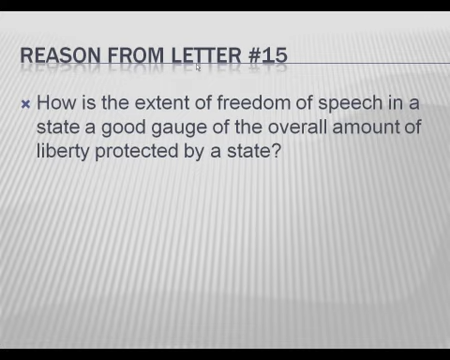 REASON FROM LETTER #15
How is the extent of freedom of speech in a
state a good gauge of the overall amount of
liberty protected by a state?